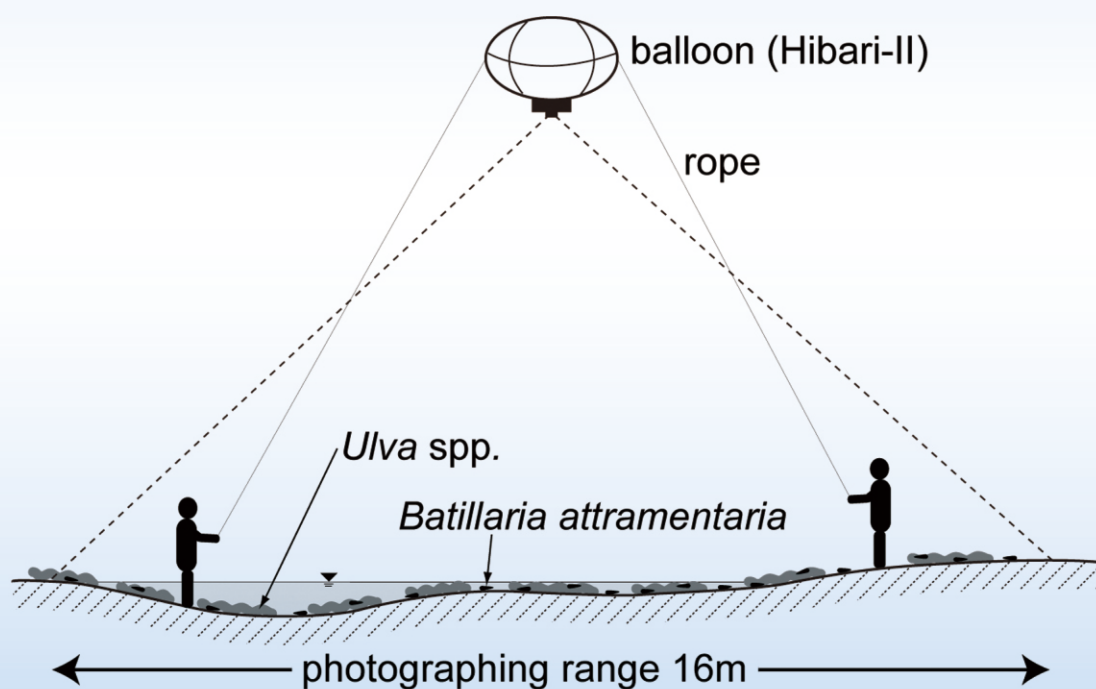 balloon (Hibari-II)
rope
Ulva spp.
Batillaria attramentaria
photographing range 16m